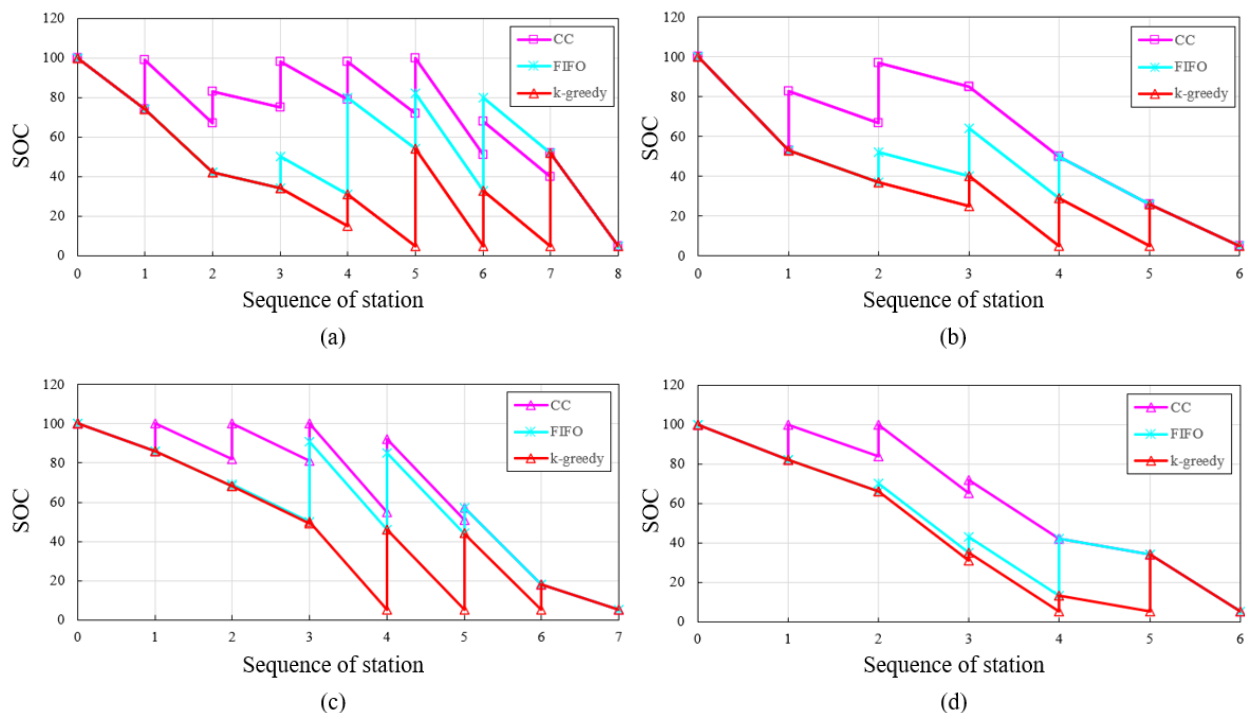 120
100
80
60
40
20
0
SOC
CC
FIFO
k-greedy
0 1 2 3 4 5 6 7 8
Sequence of station
(a)
120
100
80
60
40
20
0
SOC
CC
FIFO
k-greedy
0 1 2 3 4 5 6
Sequence of station
(b)
120
100
80
60
40
20
0
SOC
CC
FIFO
k-greedy
0 1 2 3 4 5 6 7
Sequence of station
(c)
120
100
80
60
40
20
0
SOC
CC
FIFO
k-greedy
0 1 2 3 4 5 6
Sequence of station
(d)